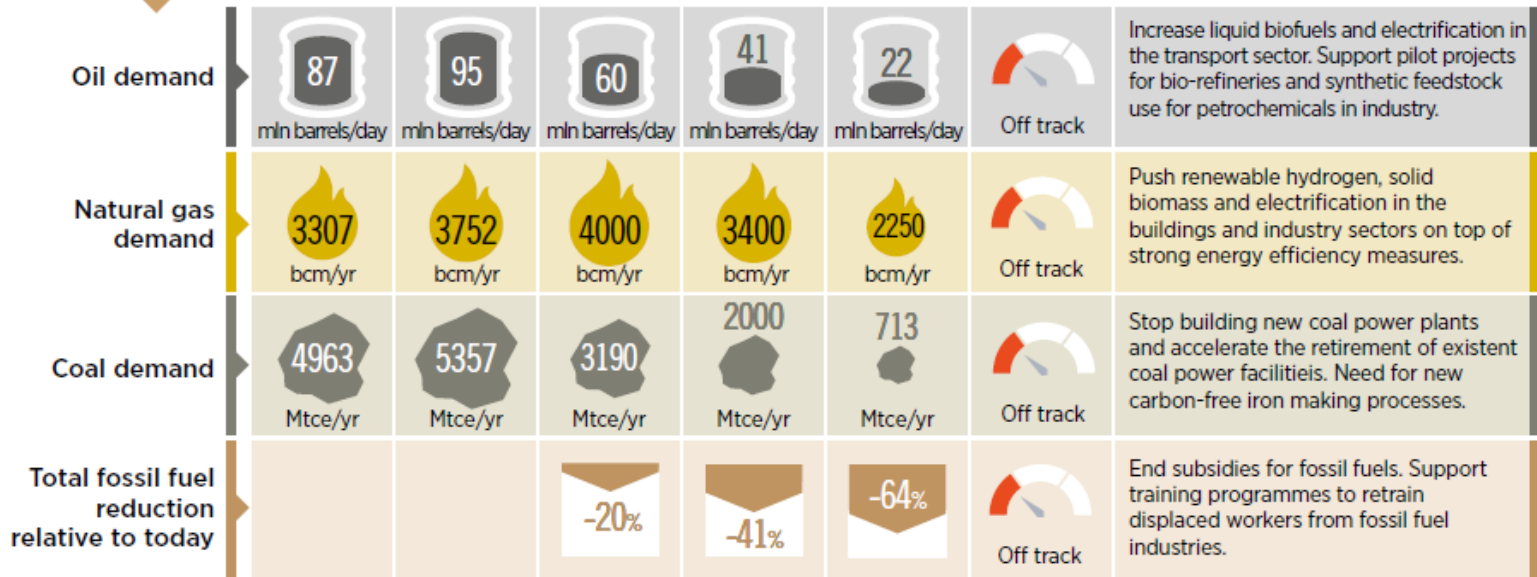 Oil demand
87
95
60
41
22
mln barrels/day
mln barrels/day
mln barrels/day
mln barrels/day
mln barrels/day
Off track
Increase liquid biofuels and electrification in
the transport sector. Support pilot projects
for bio-refineries and synthetic feedstock
use for petrochemicals in industry.
Natural gas
demand
3307
3752
4000
3400
2250
bcm/yr
bcm/yr
bcm/yr
bcm/yr
bcm/yr
Off track
Push renewable hydrogen, solid
biomass and electrification in the
buildings and industry sectors on top of
strong energy efficiency measures.
Coal demand
4963
5357
3190
2000
713
Mtce/yr
Mtce/yr
Mtce/yr
Mtce/yr
Mtce/yr
Off track
Stop building new coal power plants
and accelerate the retirement of existent
coal power facilitieis. Need for new
carbon-free iron making processes.
Total fossil fuel
reduction
relative to today
-20%
-41%
-64%
Off track
End subsidies for fossil fuels. Support
training programmes to retrain
displaced workers from fossil fuel
industries.